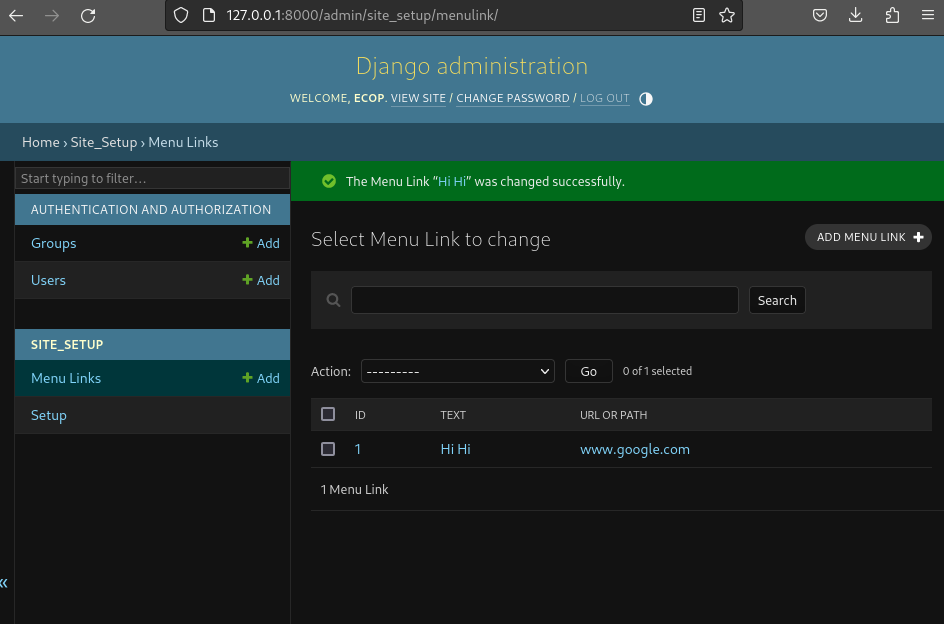 127.0.0.1:8000/admin/site_setup/menulink/
Django administration
WELCOME, ECOP. VIEW SITE / CHANGE PASSWORD / LOG OUT
Home › Site_Setup › Menu Links
Start typing to filter...
AUTHENTICATION AND AUTHORIZATION
Groups + Add
Users + Add
SITE_SETUP
Menu Links + Add
Setup
«
The Menu Link “Hi Hi” was changed successfully.
Select Menu Link to change
ADD MENU LINK +
Search
Action: --------- Go 0 of 1 selected
ID TEXT URL OR PATH
1 Hi Hi www.google.com
1 Menu Link